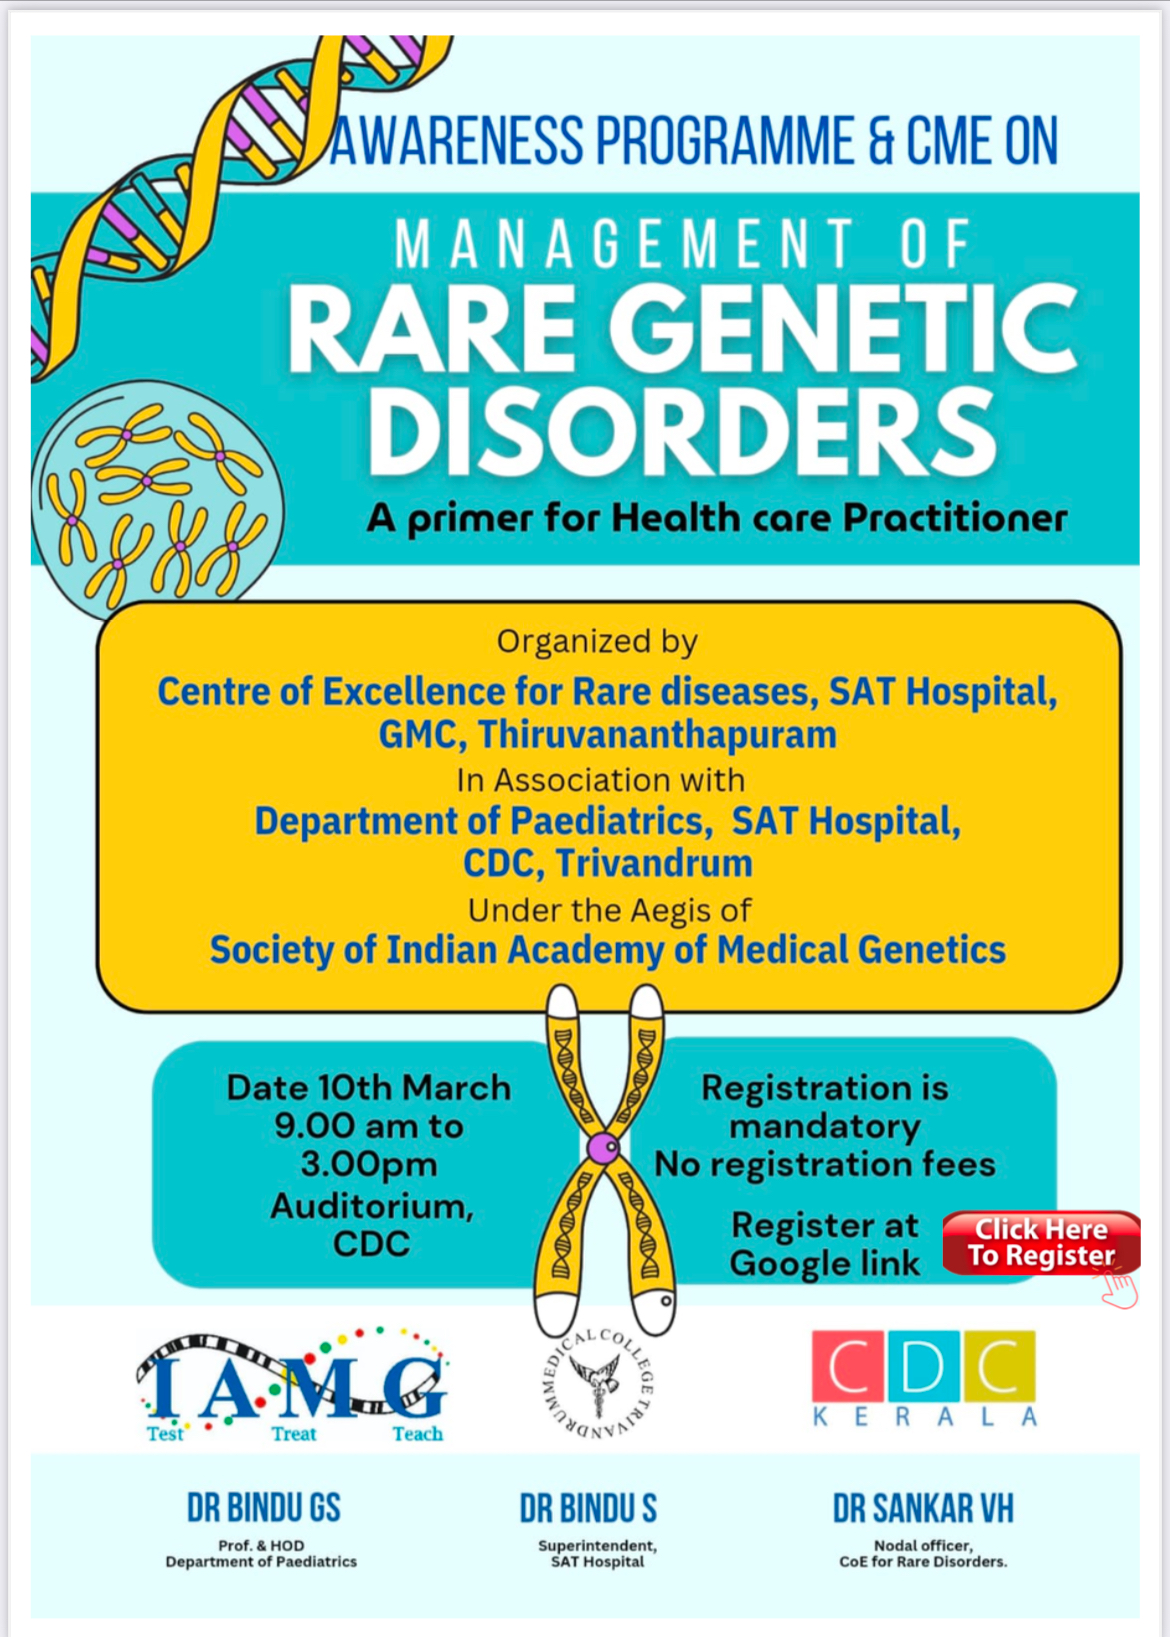 AWARENESS PROGRAMME & CME ON
MANAGEMENT OF
RARE GENETIC
DISORDERS
A primer for Health care Practitioner
Organized by
Centre of Excellence for Rare diseases, SAT Hospital,
GMC, Thiruvananthapuram
In Association with
Department of Paediatrics, SAT Hospital,
CDC, Trivandrum
Under the Aegis of
Society of Indian Academy of Medical Genetics
Date 10th March
9.00 am to
3.00pm
Auditorium,
CDC
Registration is
mandatory
No registration fees
Register at
Google link
Click Here
To Register
IAMG
Test Treat Teach
MEDICAL COLLEGE TRIVANDRUM
CDC
KERALA
DR BINDU GS
Prof. & HOD
Department of Paediatrics
DR BINDU S
Superintendent,
SAT Hospital
DR SANKAR VH
Nodal officer,
CoE for Rare Disorders.